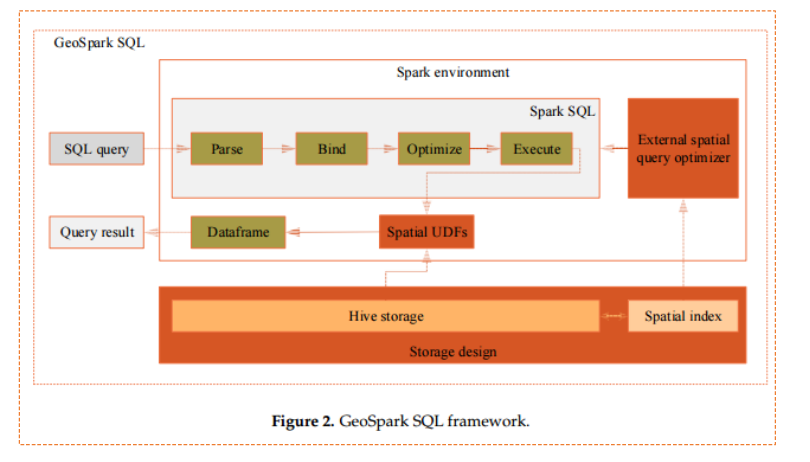 GeoSpark SQL
Spark environment
Spark SQL
SQL query
Parse
Bind
Optimize
Execute
External spatial
query optimizer
Query result
Dataframe
Spatial UDFs
Hive storage
Spatial index
Storage design
Figure 2. GeoSpark SQL framework.